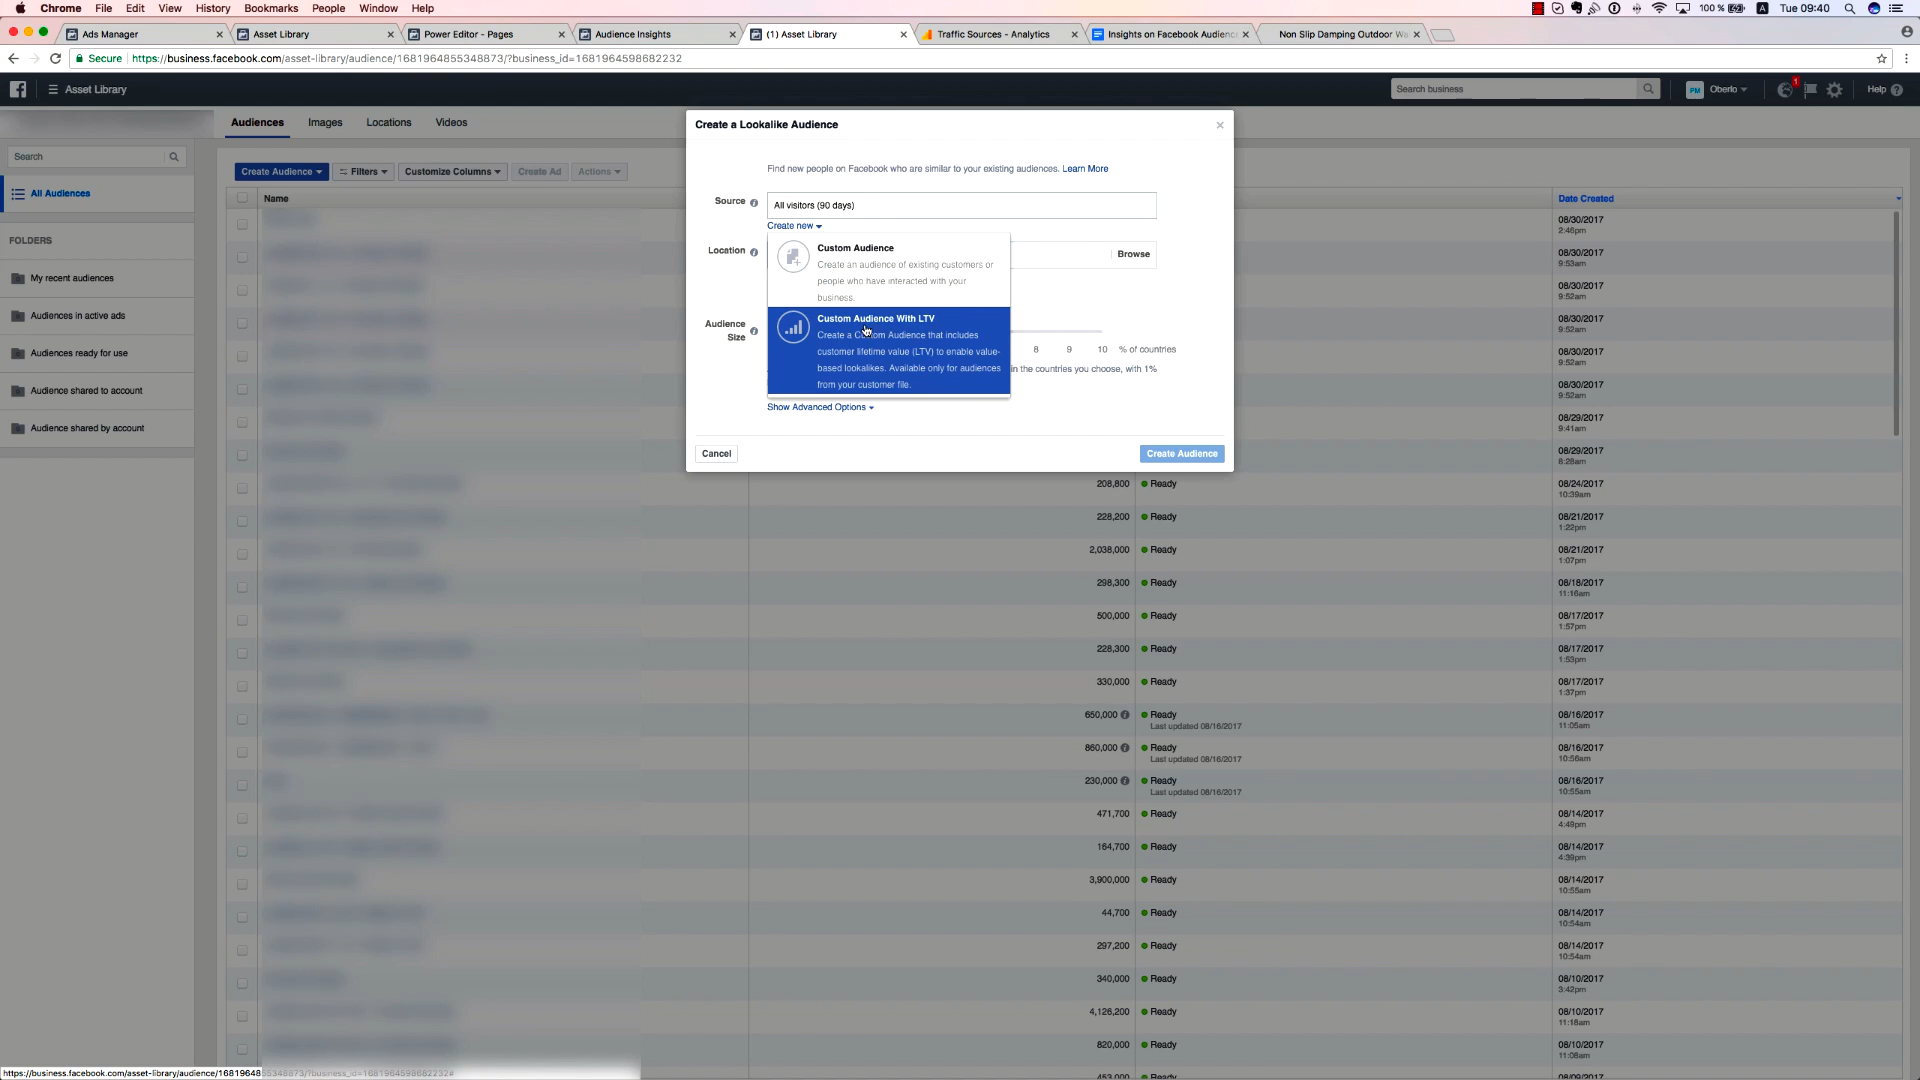 Chrome File Edit View History Bookmarks People Window Help
100 % A Tue 09:40
Ads Manager
Asset Library
Power Editor - Pages
Audience Insights
(1) Asset Library
Traffic Sources - Analytics
Insights on Facebook Audienc
Non Slip Damping Outdoor Wa
Secure https://business.facebook.com/asset-library/audience/1681964855348873/?business_id=1681964598682232
Asset Library
Search business
PM Oberlo
1
Help
Audiences Images Locations Videos
Search
All Audiences
FOLDERS
My recent audiences
Audiences in active ads
Audiences ready for use
Audience shared to account
Audience shared by account
Create Audience Filters Customize Columns Create Ad Actions
Name
Date Created
Create a Lookalike Audience
Find new people on Facebook who are similar to your existing audiences. Learn More
Source
All visitors (90 days)
Create new
Location
Browse
Custom Audience
Create an audience of existing customers or
people who have interacted with your
business.
Custom Audience With LTV
Create a Custom Audience that includes
customer lifetime value (LTV) to enable value-
based lookalikes. Available only for audiences
from your customer file.
Audience
Size
8 9 10 % of countries
in the countries you choose, with 1%
Show Advanced Options
Cancel
Create Audience
08/30/2017
2:46pm
08/30/2017
9:53am
08/30/2017
9:52am
08/30/2017
9:52am
08/30/2017
9:52am
08/30/2017
9:52am
08/29/2017
9:41am
08/29/2017
8:28am
208,800 Ready 08/24/2017
10:39am
228,200 Ready 08/21/2017
1:22pm
2,038,000 Ready 08/21/2017
1:07pm
298,300 Ready 08/18/2017
11:16am
500,000 Ready 08/17/2017
1:57pm
228,300 Ready 08/17/2017
1:53pm
330,000 Ready 08/17/2017
1:37pm
650,000 Ready 08/16/2017
Last updated 08/16/2017 11:05am
860,000 Ready 08/16/2017
Last updated 08/16/2017 10:56am
230,000 Ready 08/16/2017
Last updated 08/16/2017 10:55am
471,700 Ready 08/14/2017
4:49pm
164,700 Ready 08/14/2017
4:39pm
3,900,000 Ready 08/14/2017
10:55am
44,700 Ready 08/14/2017
10:54am
297,200 Ready 08/14/2017
10:54am
340,000 Ready 08/10/2017
3:42pm
4,126,200 Ready 08/10/2017
11:18am
820,000 Ready 08/10/2017
11:08am
453,000 Ready 08/09/2017
https://business.facebook.com/asset-library/audience/1681964855348873/?business_id=1681964598682232#